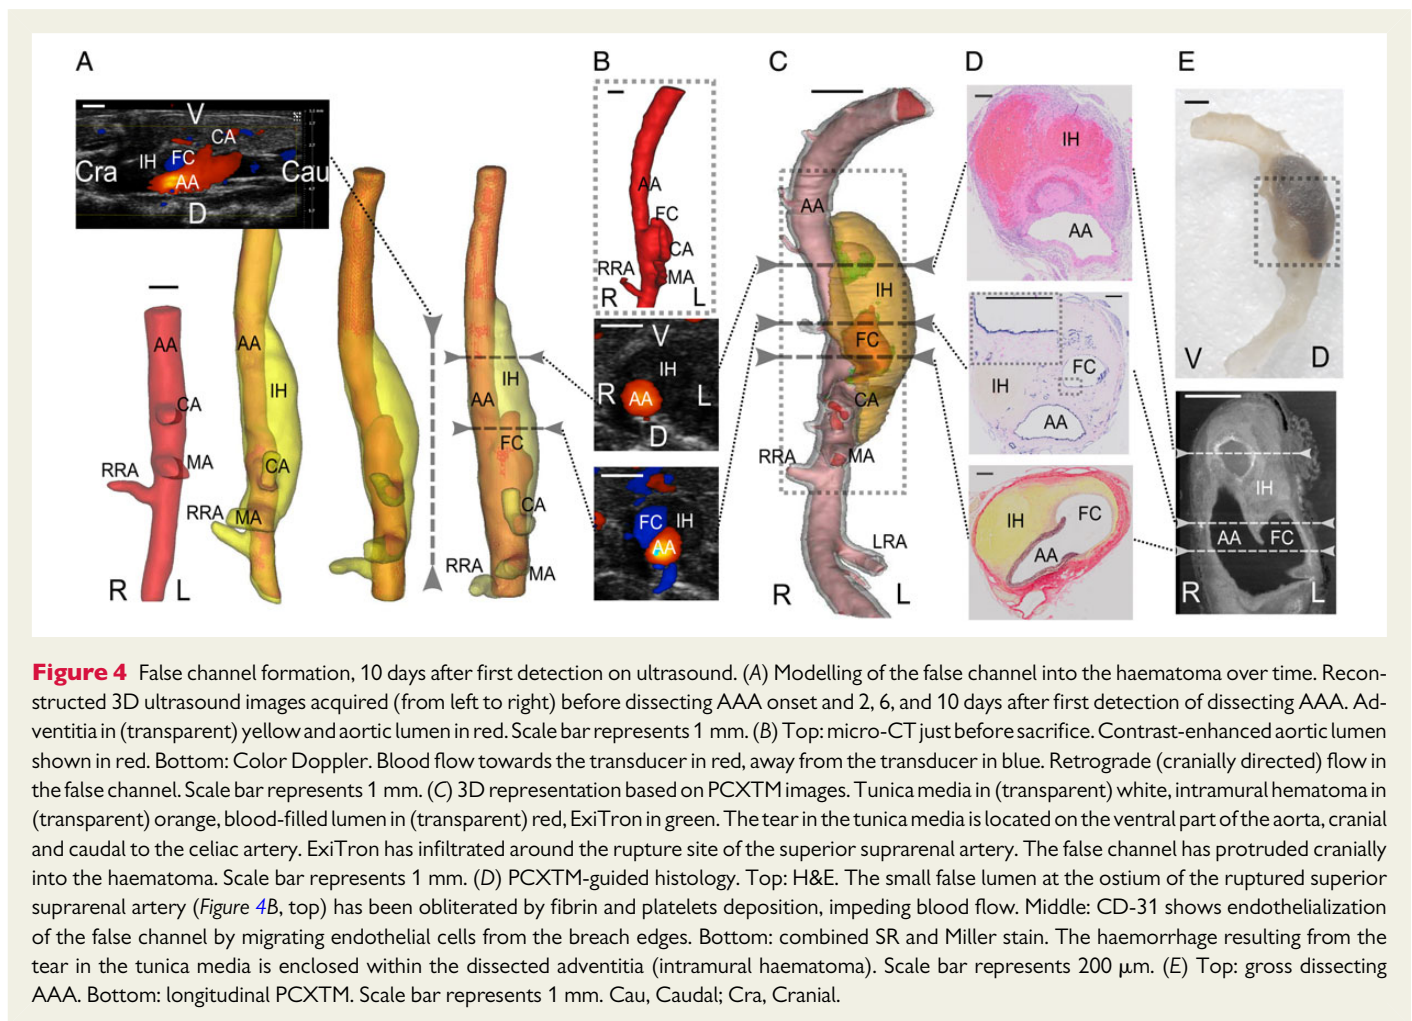 A
B
C
D
E
V
CA
IH
FC
Cra
AA
Cau
D
AA
CA
MA
RRA
R
L
AA
IH
CA
RRA
MA
IH
AA
FC
CA
RRA
MA
AA
FC
CA
RRA
MA
R
L
V
IH
R
AA
L
D
FC
IH
AA
AA
IH
FC
CA
RRA
MA
LRA
R
L
IH
AA
FC
IH
AA
IH
FC
AA
V
D
IH
AA
FC
R
L
Figure 4 False channel formation, 10 days after first detection on ultrasound. (A) Modelling of the false channel into the haematoma over time. Recon-
structed 3D ultrasound images acquired (from left to right) before dissecting AAA onset and 2, 6, and 10 days after first detection of dissecting AAA. Ad-
ventitia in (transparent) yellow and aortic lumen in red. Scale bar represents 1 mm. (B) Top: micro-CT just before sacrifice. Contrast-enhanced aortic lumen
shown in red. Bottom: Color Doppler. Blood flow towards the transducer in red, away from the transducer in blue. Retrograde (cranially directed) flow in
the false channel. Scale bar represents 1 mm. (C) 3D representation based on PCXTM images. Tunica media in (transparent) white, intramural hematoma in
(transparent) orange, blood-filled lumen in (transparent) red, ExiTron in green. The tear in the tunica media is located on the ventral part of the aorta, cranial
and caudal to the celiac artery. ExiTron has infiltrated around the rupture site of the superior suprarenal artery. The false channel has protruded cranially
into the haematoma. Scale bar represents 1 mm. (D) PCXTM-guided histology. Top: H&E. The small false lumen at the ostium of the ruptured superior
suprarenal artery (Figure 4B, top) has been obliterated by fibrin and platelets deposition, impeding blood flow. Middle: CD-31 shows endothelialization
of the false channel by migrating endothelial cells from the breach edges. Bottom: combined SR and Miller stain. The haemorrhage resulting from the
tear in the tunica media is enclosed within the dissected adventitia (intramural haematoma). Scale bar represents 200 μm. (E) Top: gross dissecting
AAA. Bottom: longitudinal PCXTM. Scale bar represents 1 mm. Cau, Caudal; Cra, Cranial.